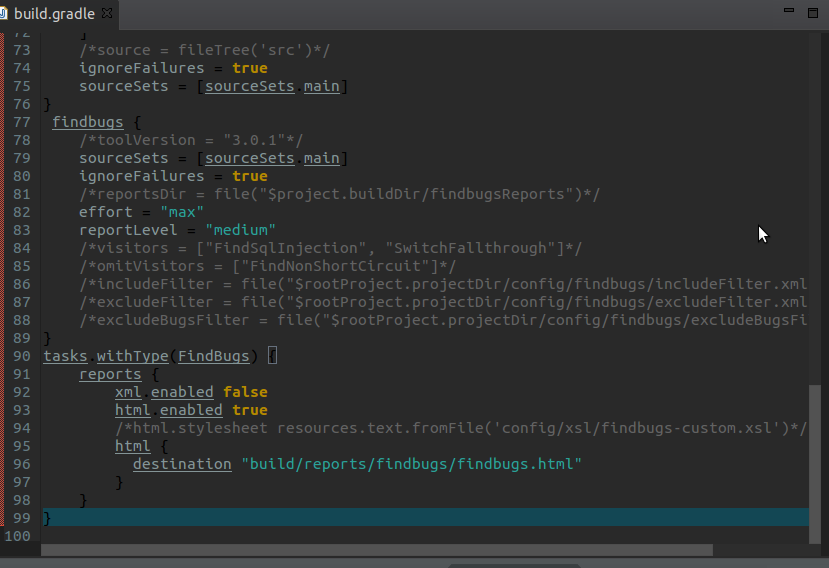 build.gradle
72 }
73 /*source = fileTree('src')*/
74 ignoreFailures = true
75 sourceSets = [sourceSets.main]
76 }
77 findbugs {
78 /*toolVersion = "3.0.1"*/
79 sourceSets = [sourceSets.main]
80 ignoreFailures = true
81 /*reportsDir = file("$project.buildDir/findbugsReports")*/
82 effort = "max"
83 reportLevel = "medium"
84 /*visitors = ["FindSqlInjection", "SwitchFallthrough"]*/
85 /*omitVisitors = ["FindNonShortCircuit"]*/
86 /*includeFilter = file("$rootProject.projectDir/config/findbugs/includeFilter.xml
87 /*excludeFilter = file("$rootProject.projectDir/config/findbugs/excludeFilter.xml
88 /*excludeBugsFilter = file("$rootProject.projectDir/config/findbugs/excludeBugsFi
89 }
90 tasks.withType(FindBugs) {
91 reports {
92 xml.enabled false
93 html.enabled true
94 /*html.stylesheet resources.text.fromFile('config/xsl/findbugs-custom.xsl')*/
95 html {
96 destination "build/reports/findbugs/findbugs.html"
97 }
98 }
99 }
100